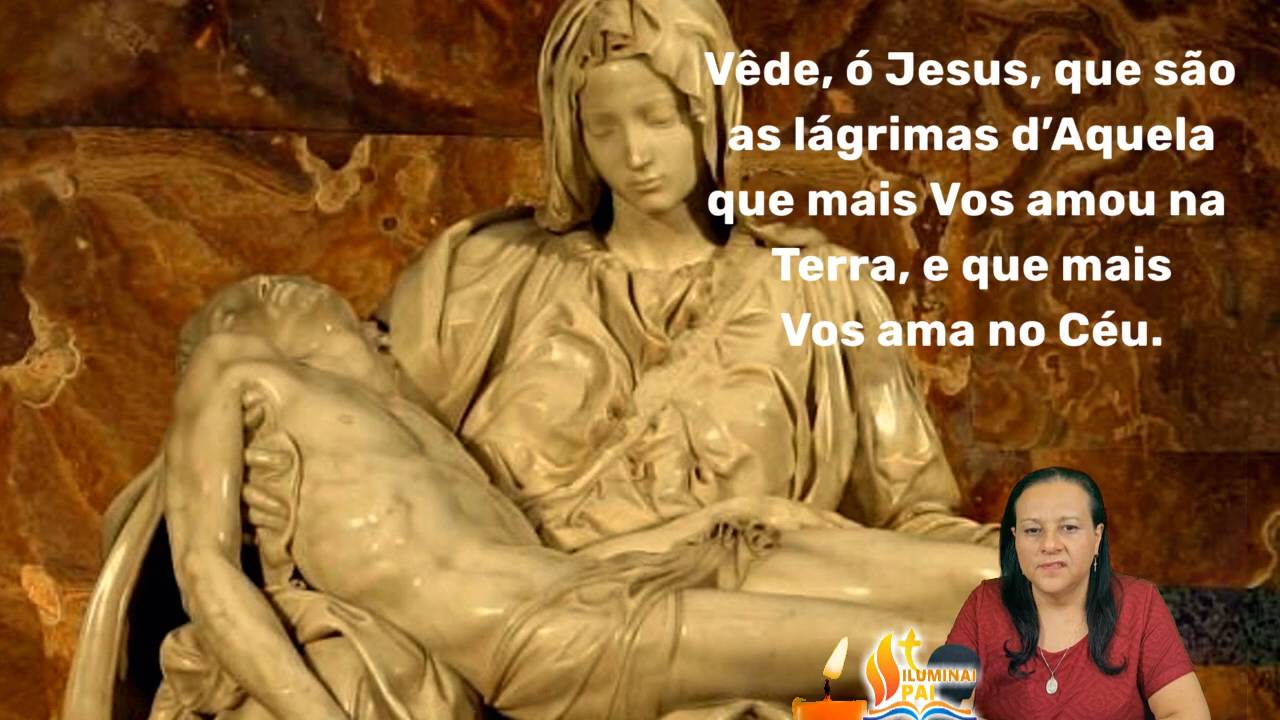 Vêde, ó Jesus, que são
as lágrimas d’Aquela
que mais Vos amou na
Terra, e que mais
Vos ama no Céu.
ILUMINAI
PAI